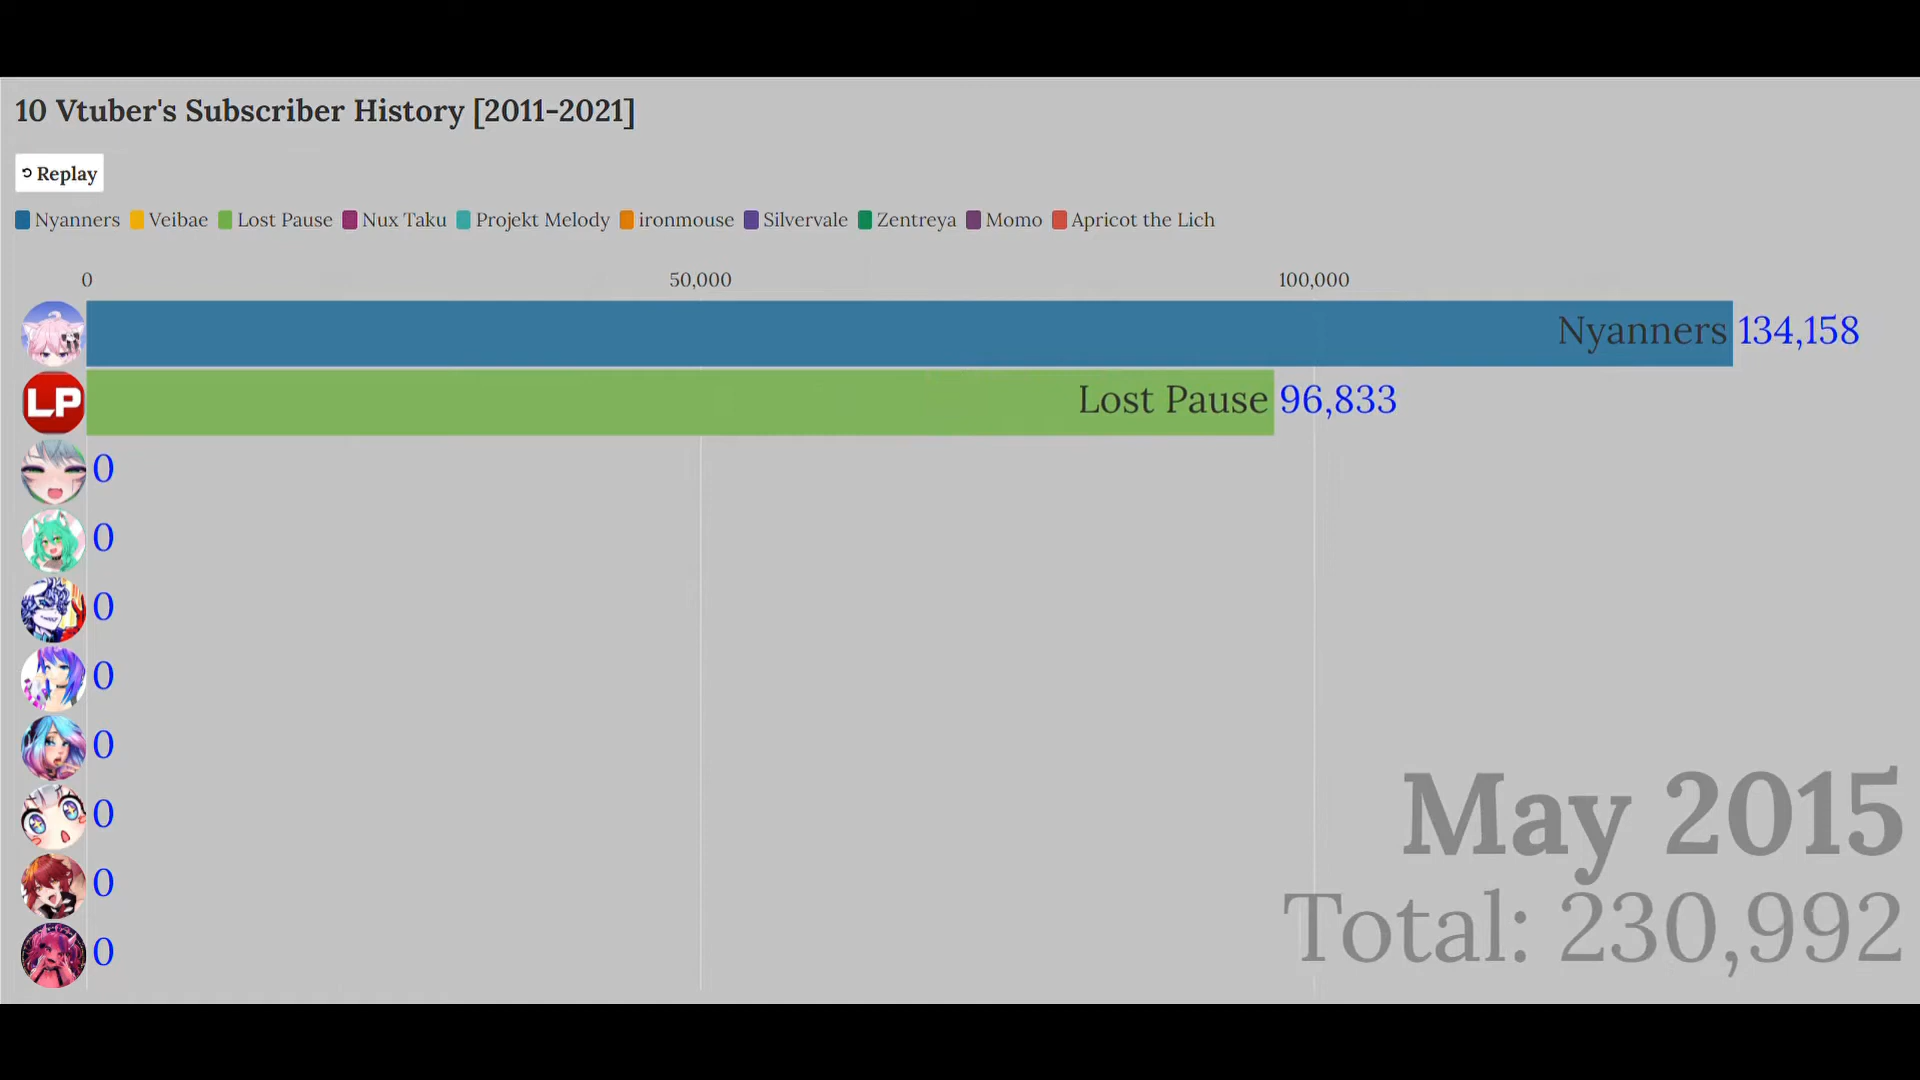 10 Vtuber's Subscriber History [2011-2021]
Replay
Nyanners Veibae Lost Pause Nux Taku Projekt Melody ironmouse Silvervale Zentreya Momo Apricot the Lich
0 50,000 100,000
Nyanners 134,158
LP Lost Pause 96,833
0
0
0
0
0
0
0
0
May 2015
Total: 230,992